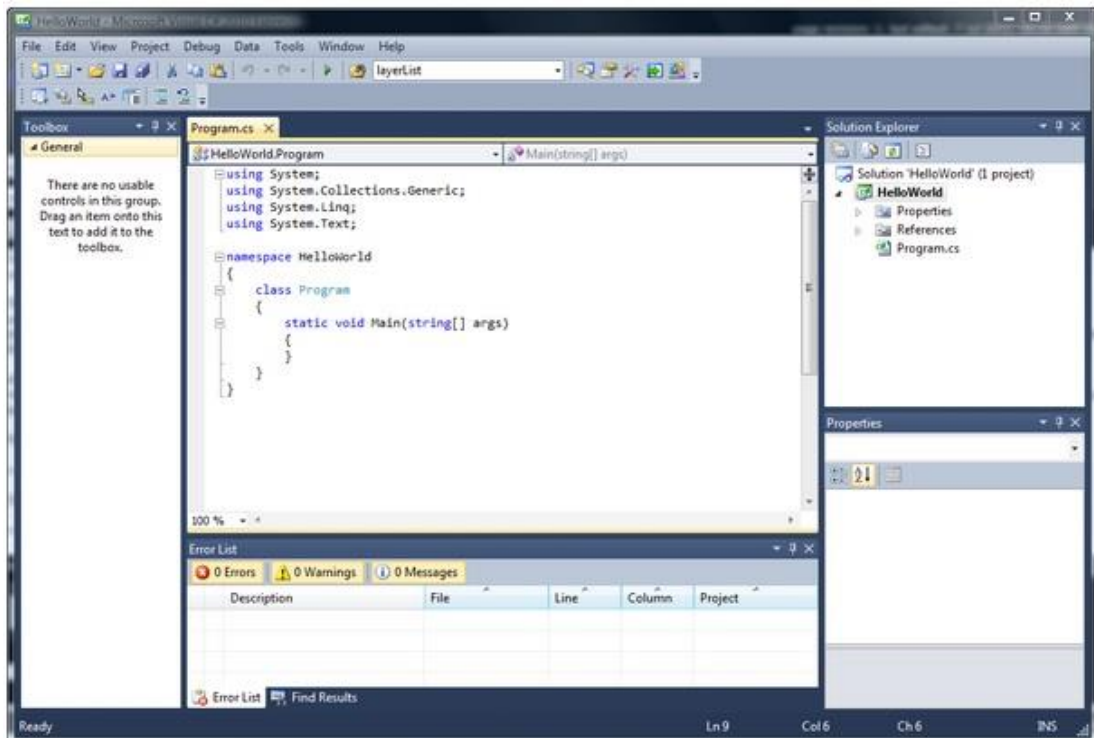 HelloWorld - Microsoft Visual C# 2010 Express
File Edit View Project Debug Data Tools Window Help
layerList
Toolbox
General
There are no usable
controls in this group.
Drag an item onto this
text to add it to the
toolbox.
Program.cs
HelloWorld.Program
Main(string[] args)
using System;
using System.Collections.Generic;
using System.Linq;
using System.Text;
namespace HelloWorld
{
class Program
{
static void Main(string[] args)
{
}
}
}
100 %
Solution Explorer
Solution 'HelloWorld' (1 project)
HelloWorld
Properties
References
Program.cs
Properties
Error List
0 Errors 0 Warnings 0 Messages
Description File Line Column Project
Error List Find Results
Ready Ln 9 Col 6 Ch 6 INS